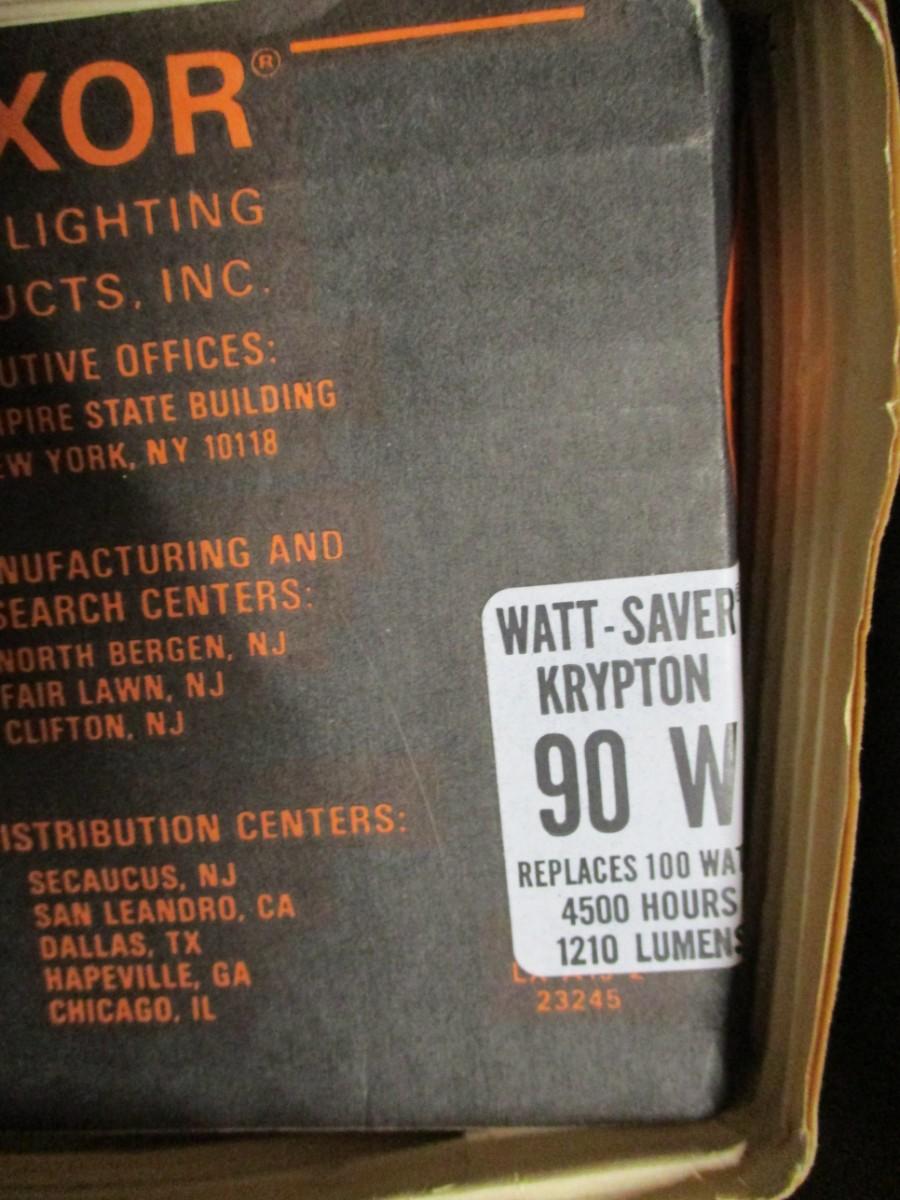 XOR®
LIGHTING
UCTS, INC.
UTIVE OFFICES:
MPIRE STATE BUILDING
EW YORK, NY 10118
NUFACTURING AND
SEARCH CENTERS:
NORTH BERGEN, NJ
FAIR LAWN, NJ
CLIFTON, NJ
ISTRIBUTION CENTERS:
SECAUCUS, NJ
SAN LEANDRO, CA
DALLAS, TX
HAPEVILLE, GA
CHICAGO, IL
WATT-SAVER
KRYPTON
90 W
REPLACES 100 WAT
4500 HOURS
1210 LUMENS
23245